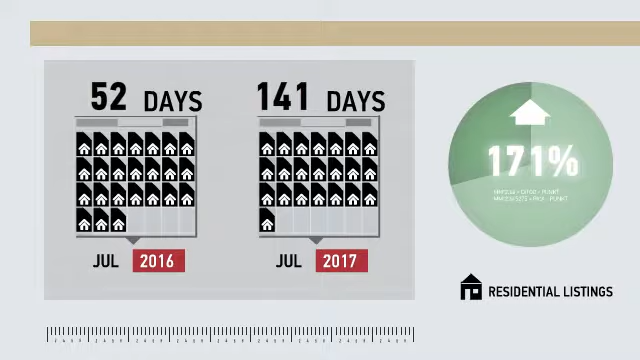 52 DAYS
141 DAYS
171%
JUL 2016
JUL 2017
RESIDENTIAL LISTINGS